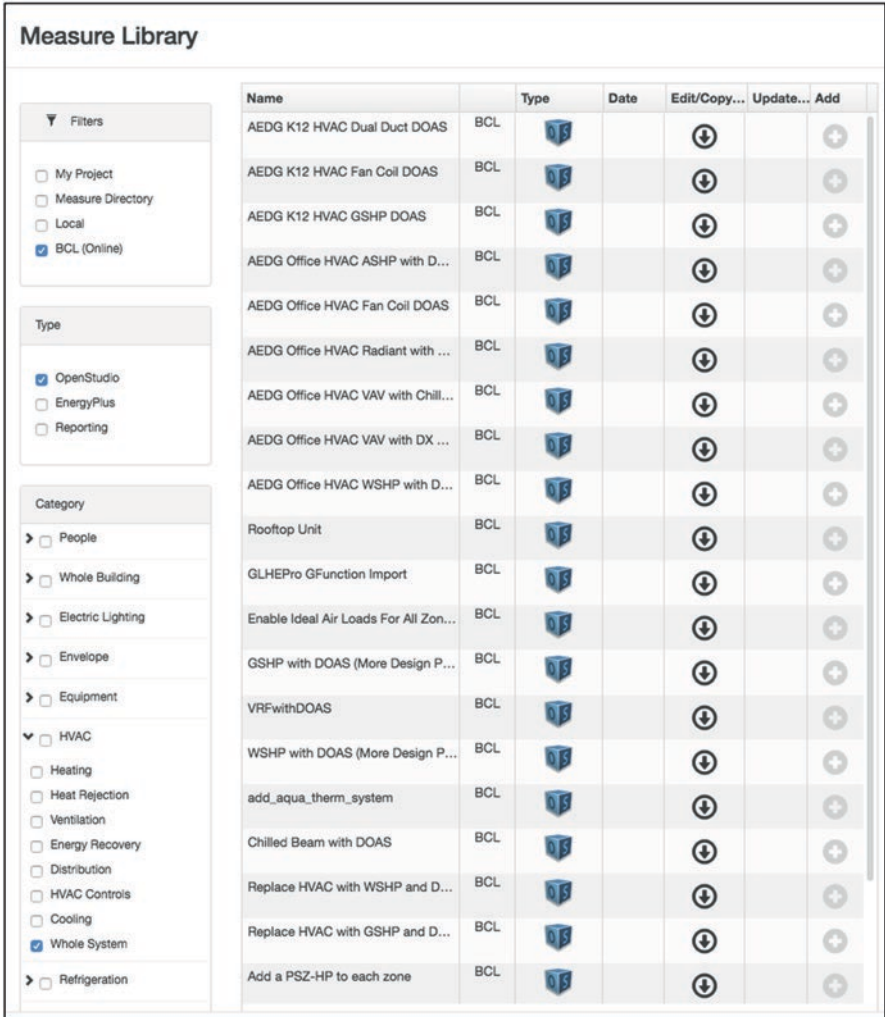 Measure Library
Filters
My Project
Measure Directory
Local
BCL (Online)
Type
OpenStudio
EnergyPlus
Reporting
Category
People
Whole Building
Electric Lighting
Envelope
Equipment
HVAC
Heating
Heat Rejection
Ventilation
Energy Recovery
Distribution
HVAC Controls
Cooling
Whole System
Refrigeration
Name Type Date Edit/Copy... Update... Add
AEDG K12 HVAC Dual Duct DOAS BCL
AEDG K12 HVAC Fan Coil DOAS BCL
AEDG K12 HVAC GSHP DOAS BCL
AEDG Office HVAC ASHP with D... BCL
AEDG Office HVAC Fan Coil DOAS BCL
AEDG Office HVAC Radiant with ... BCL
AEDG Office HVAC VAV with Chill... BCL
AEDG Office HVAC VAV with DX ... BCL
AEDG Office HVAC WSHP with D... BCL
Rooftop Unit BCL
GLHEPro GFunction Import BCL
Enable Ideal Air Loads For All Zon... BCL
GSHP with DOAS (More Design P... BCL
VRFwithDOAS BCL
WSHP with DOAS (More Design P... BCL
add_aqua_therm_system BCL
Chilled Beam with DOAS BCL
Replace HVAC with WSHP and D... BCL
Replace HVAC with GSHP and D... BCL
Add a PSZ-HP to each zone BCL